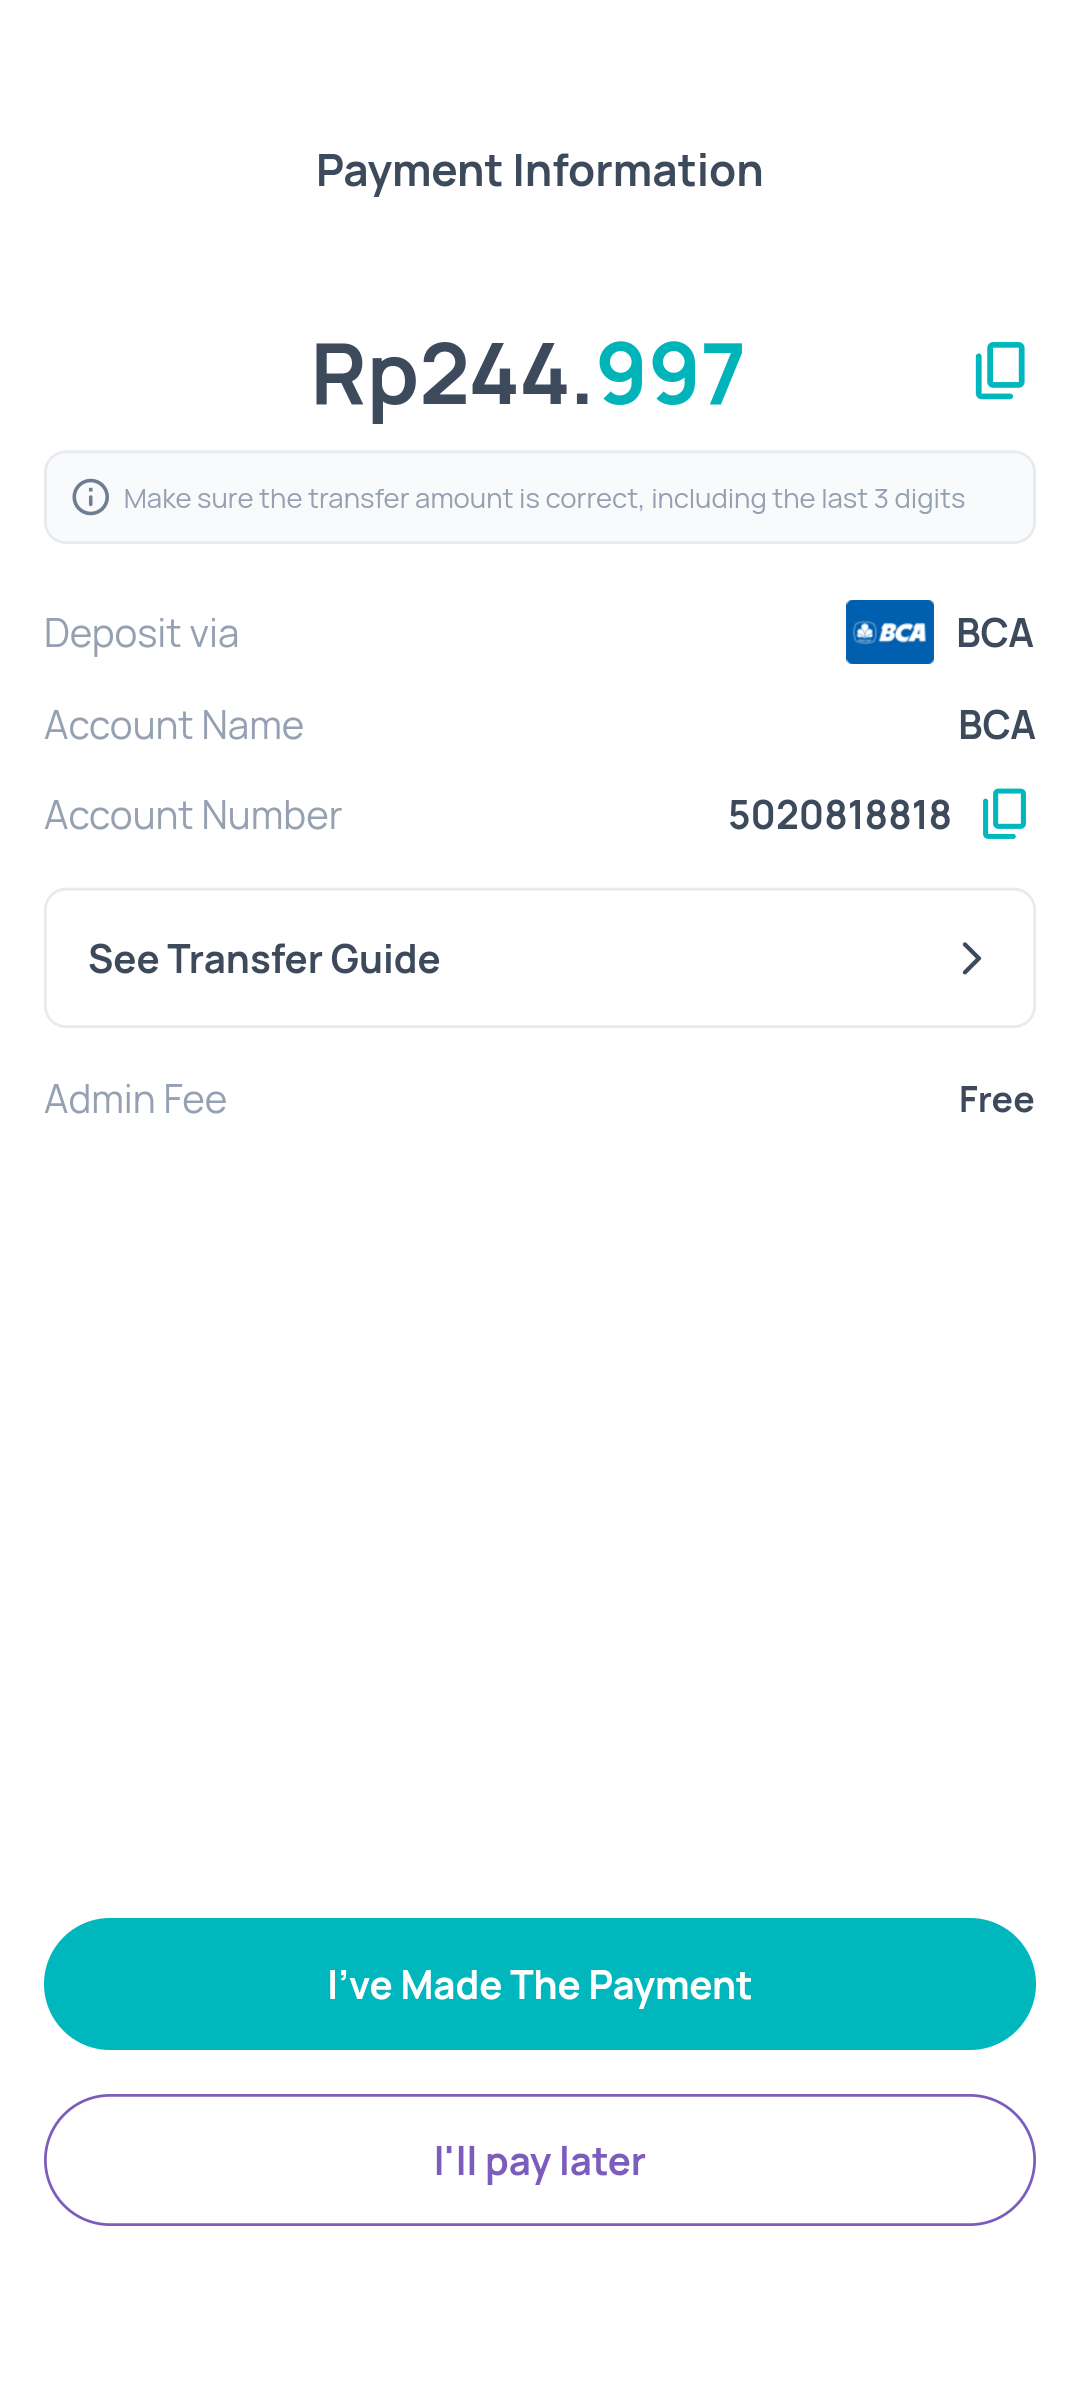 Payment Information
Rp244.997
Make sure the transfer amount is correct, including the last 3 digits
Deposit via BCA BCA
Account Name BCA
Account Number 5020818818
See Transfer Guide
Admin Fee Free
I've Made The Payment
I'll pay later